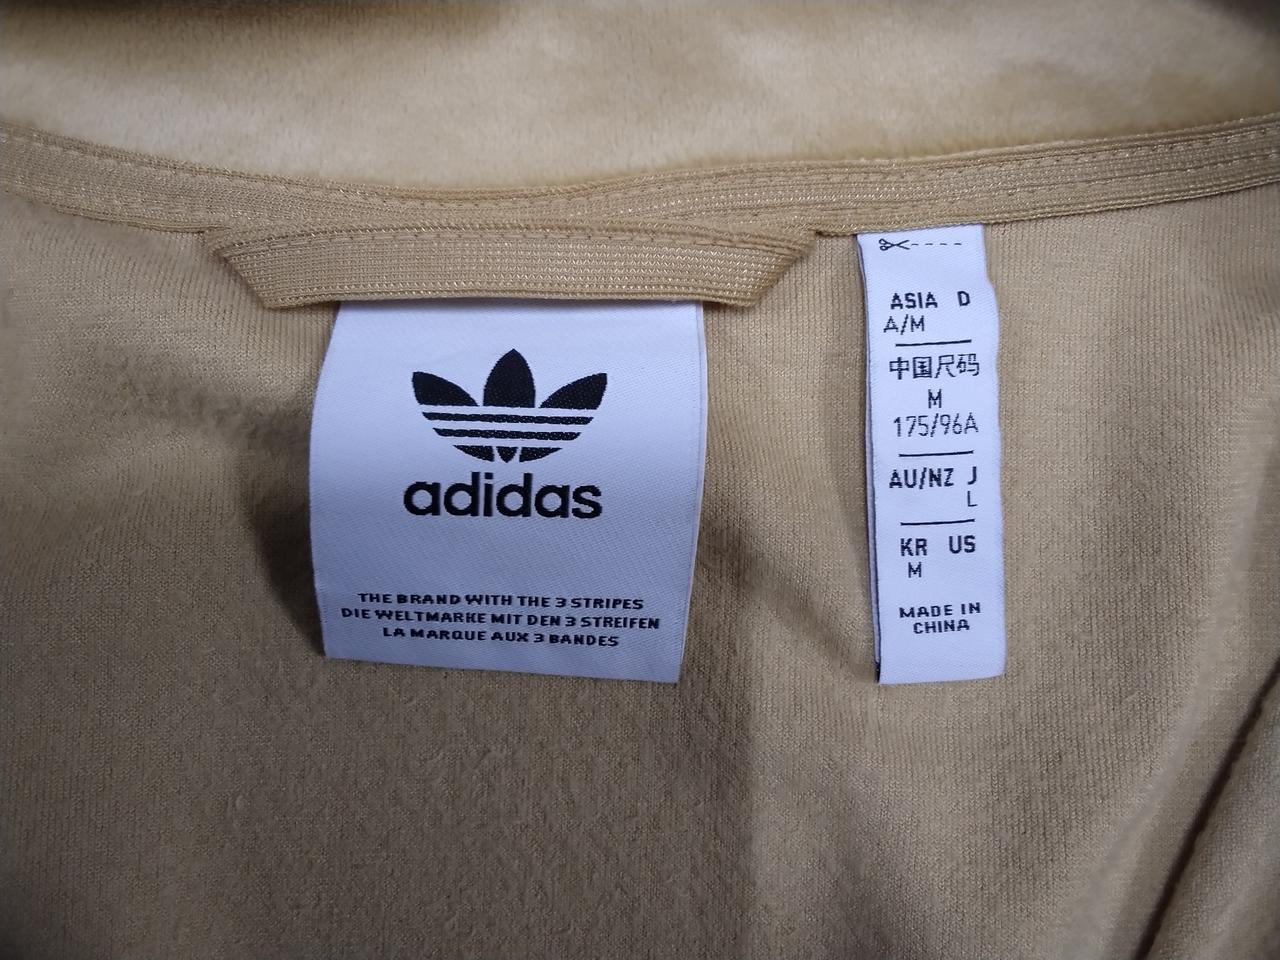 adidas
THE BRAND WITH THE 3 STRIPES
DIE WELTMARKE MIT DEN 3 STREIFEN
LA MARQUE AUX 3 BANDES
ASIA D
A/M
中国尺码
M
175/96A
AU/NZ J
L
KR US
M
MADE IN
CHINA